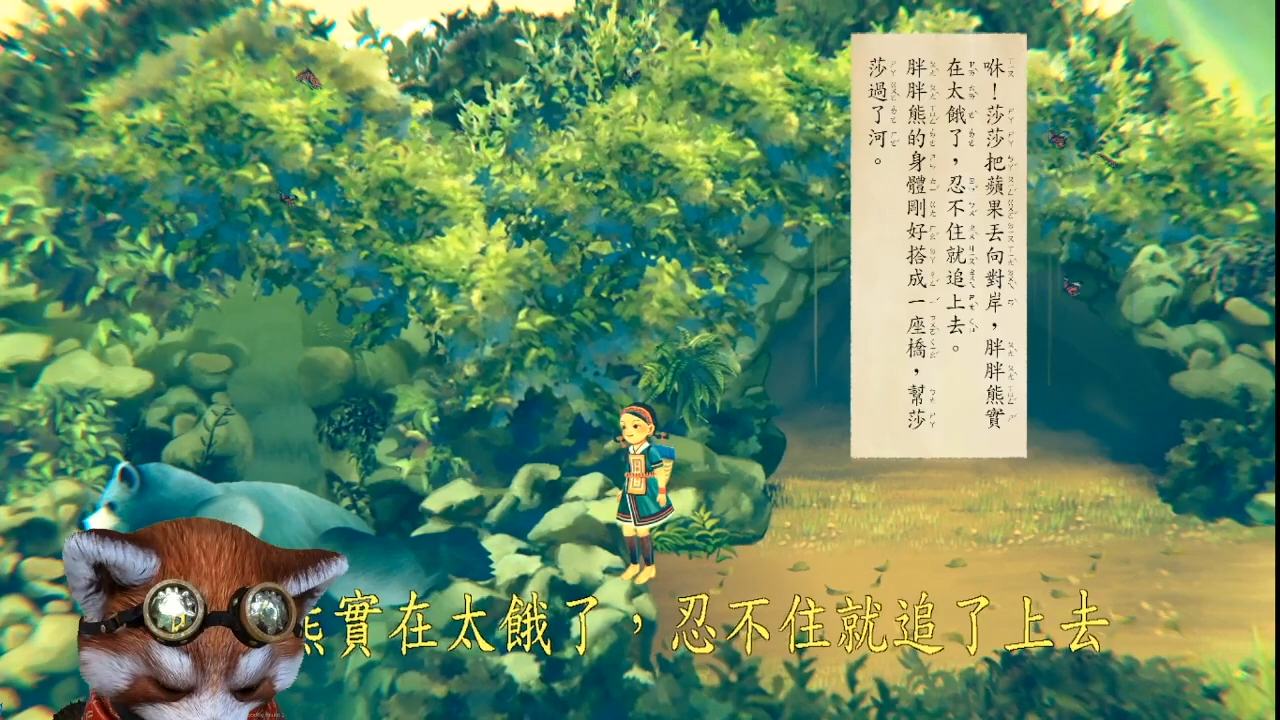 咻！莎莎把蘋果丟向對岸，胖胖熊實
在太餓了，忍不住就追上去。
胖胖熊的身體剛好搭成一座橋，幫莎
莎過了河。
熊實在太餓了，忍不住就追了上去